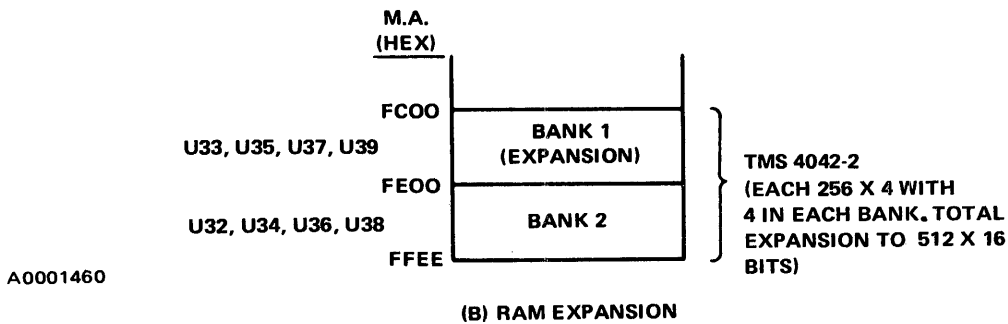 M.A.
(HEX)
FC00
BANK 1
(EXPANSION)
U33, U35, U37, U39
FE00
U32, U34, U36, U38
BANK 2
FFEE
TMS 4042-2
(EACH 256 X 4 WITH
4 IN EACH BANK. TOTAL
EXPANSION TO 512 X 16
BITS)
A0001460
(B) RAM EXPANSION